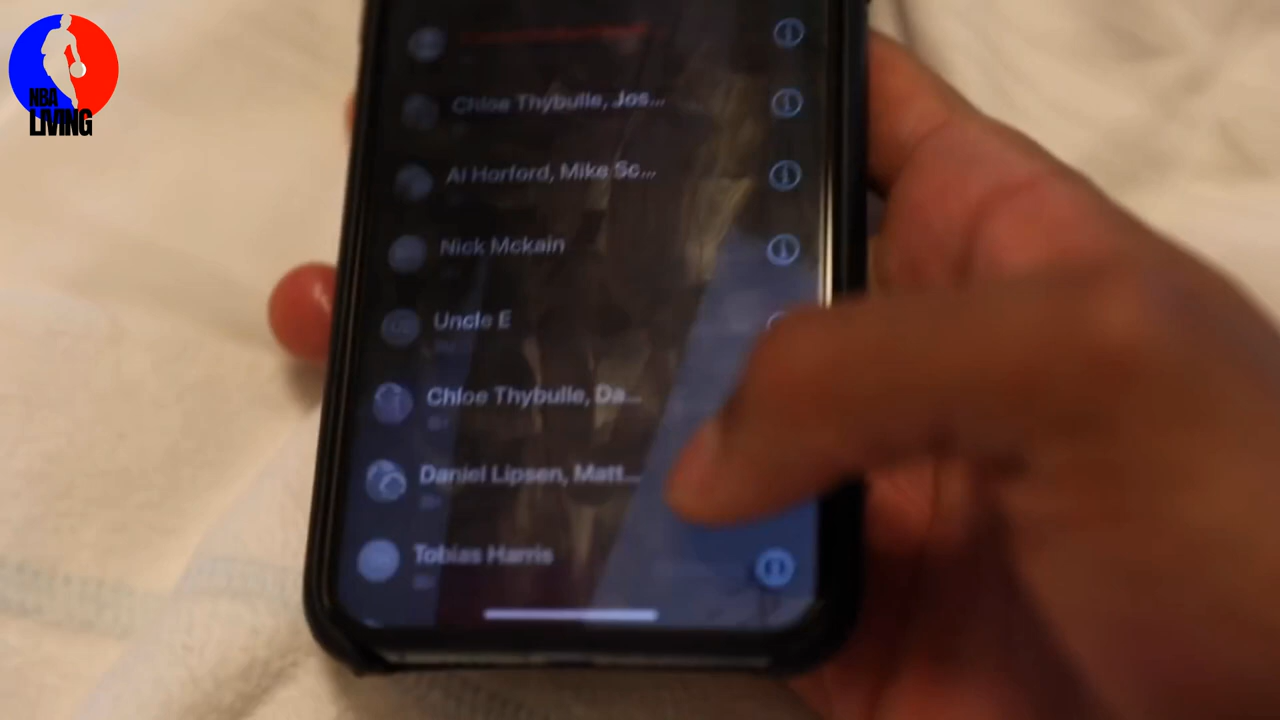 NBA
LIVING
Chloe Thybulle, Jos...
Al Horford, Mike Sc...
Nick Mckain
Uncle E
Chloe Thybulle, Da...
Daniel Lipsen, Matt...
Tobias Harris